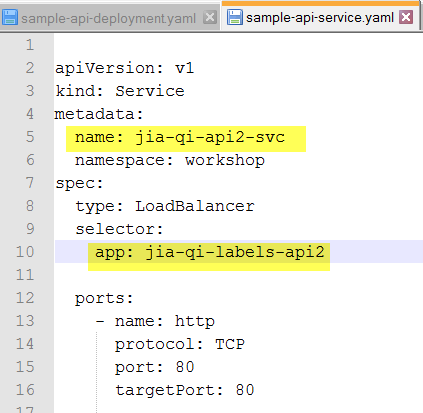 sample-api-deployment.yaml sample-api-service.yaml
1
2 apiVersion: v1
3 kind: Service
4 metadata:
5   name: jia-qi-api2-svc
6   namespace: workshop
7 spec:
8   type: LoadBalancer
9   selector:
10     app: jia-qi-labels-api2
11
12   ports:
13     - name: http
14       protocol: TCP
15       port: 80
16       targetPort: 80
17